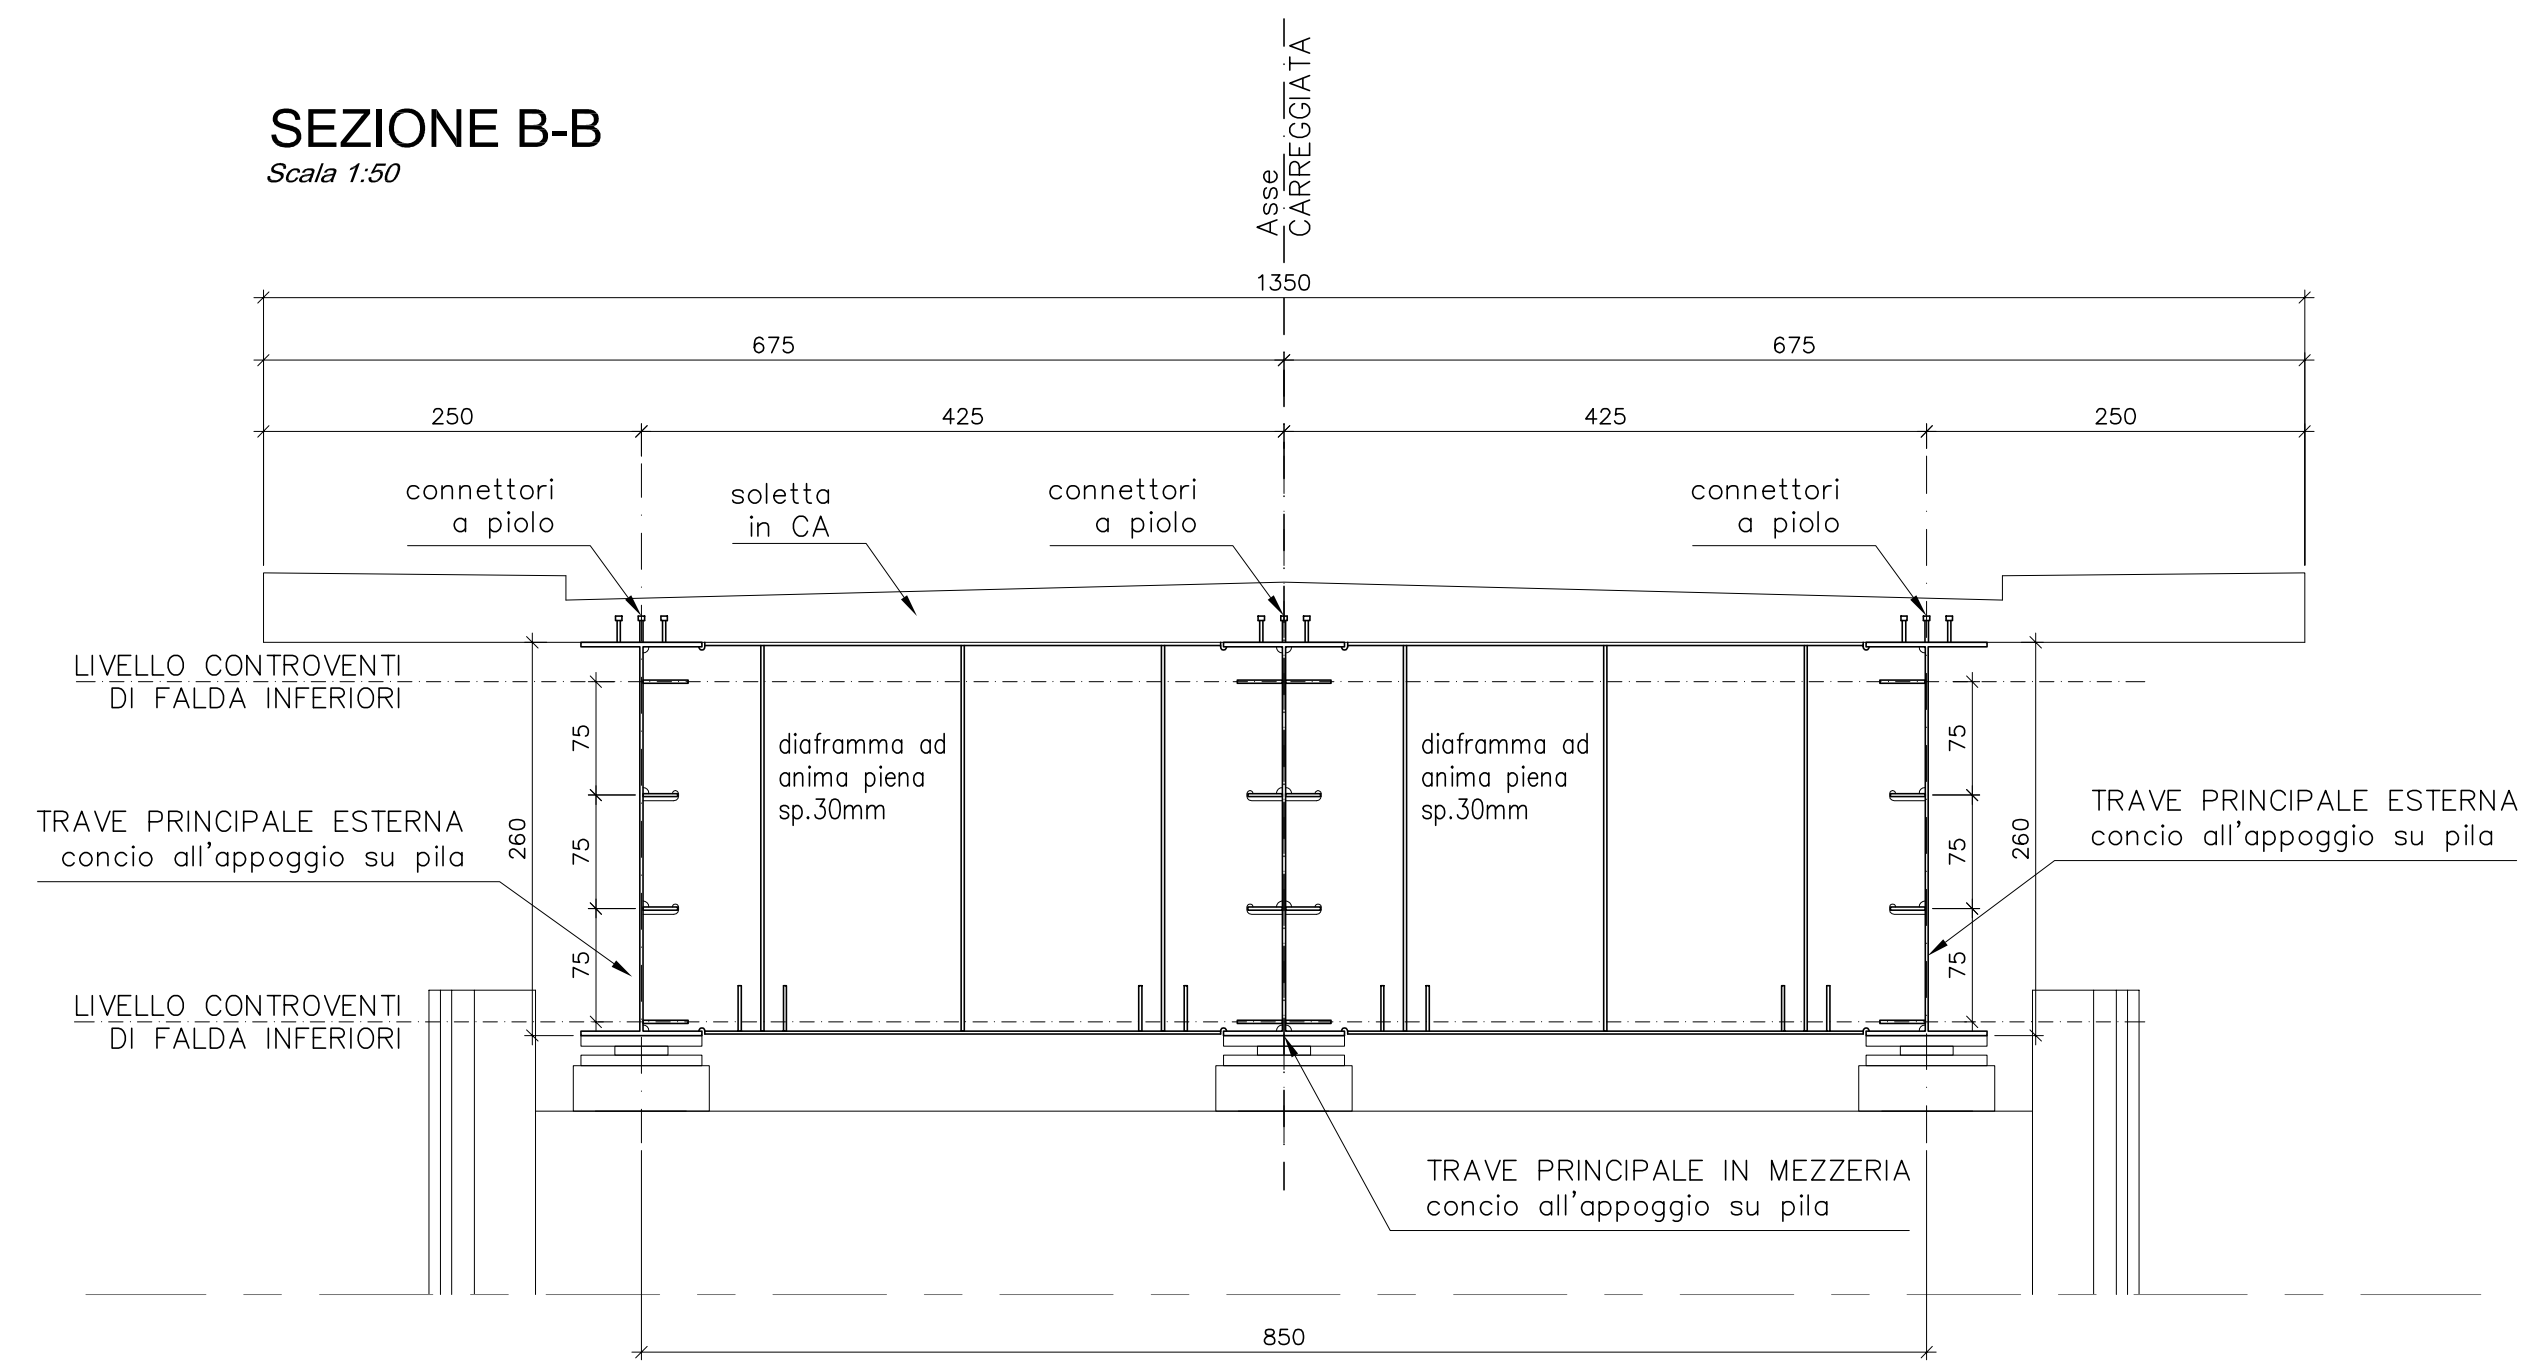 Asse
CARREGGIATA
SEZIONE B-B
Scala 1:50
1350
675
675
250
425
425
250
connettori
a piolo
soletta
in CA
connettori
a piolo
connettori
a piolo
LIVELLO CONTROVENTI
DI FALDA INFERIORI
75
75
75
260
diaframma ad
anima piena
sp.30mm
diaframma ad
anima piena
sp.30mm
75
75
75
260
TRAVE PRINCIPALE ESTERNA
concio all'appoggio su pila
TRAVE PRINCIPALE ESTERNA
concio all'appoggio su pila
LIVELLO CONTROVENTI
DI FALDA INFERIORI
TRAVE PRINCIPALE IN MEZZERIA
concio all'appoggio su pila
850